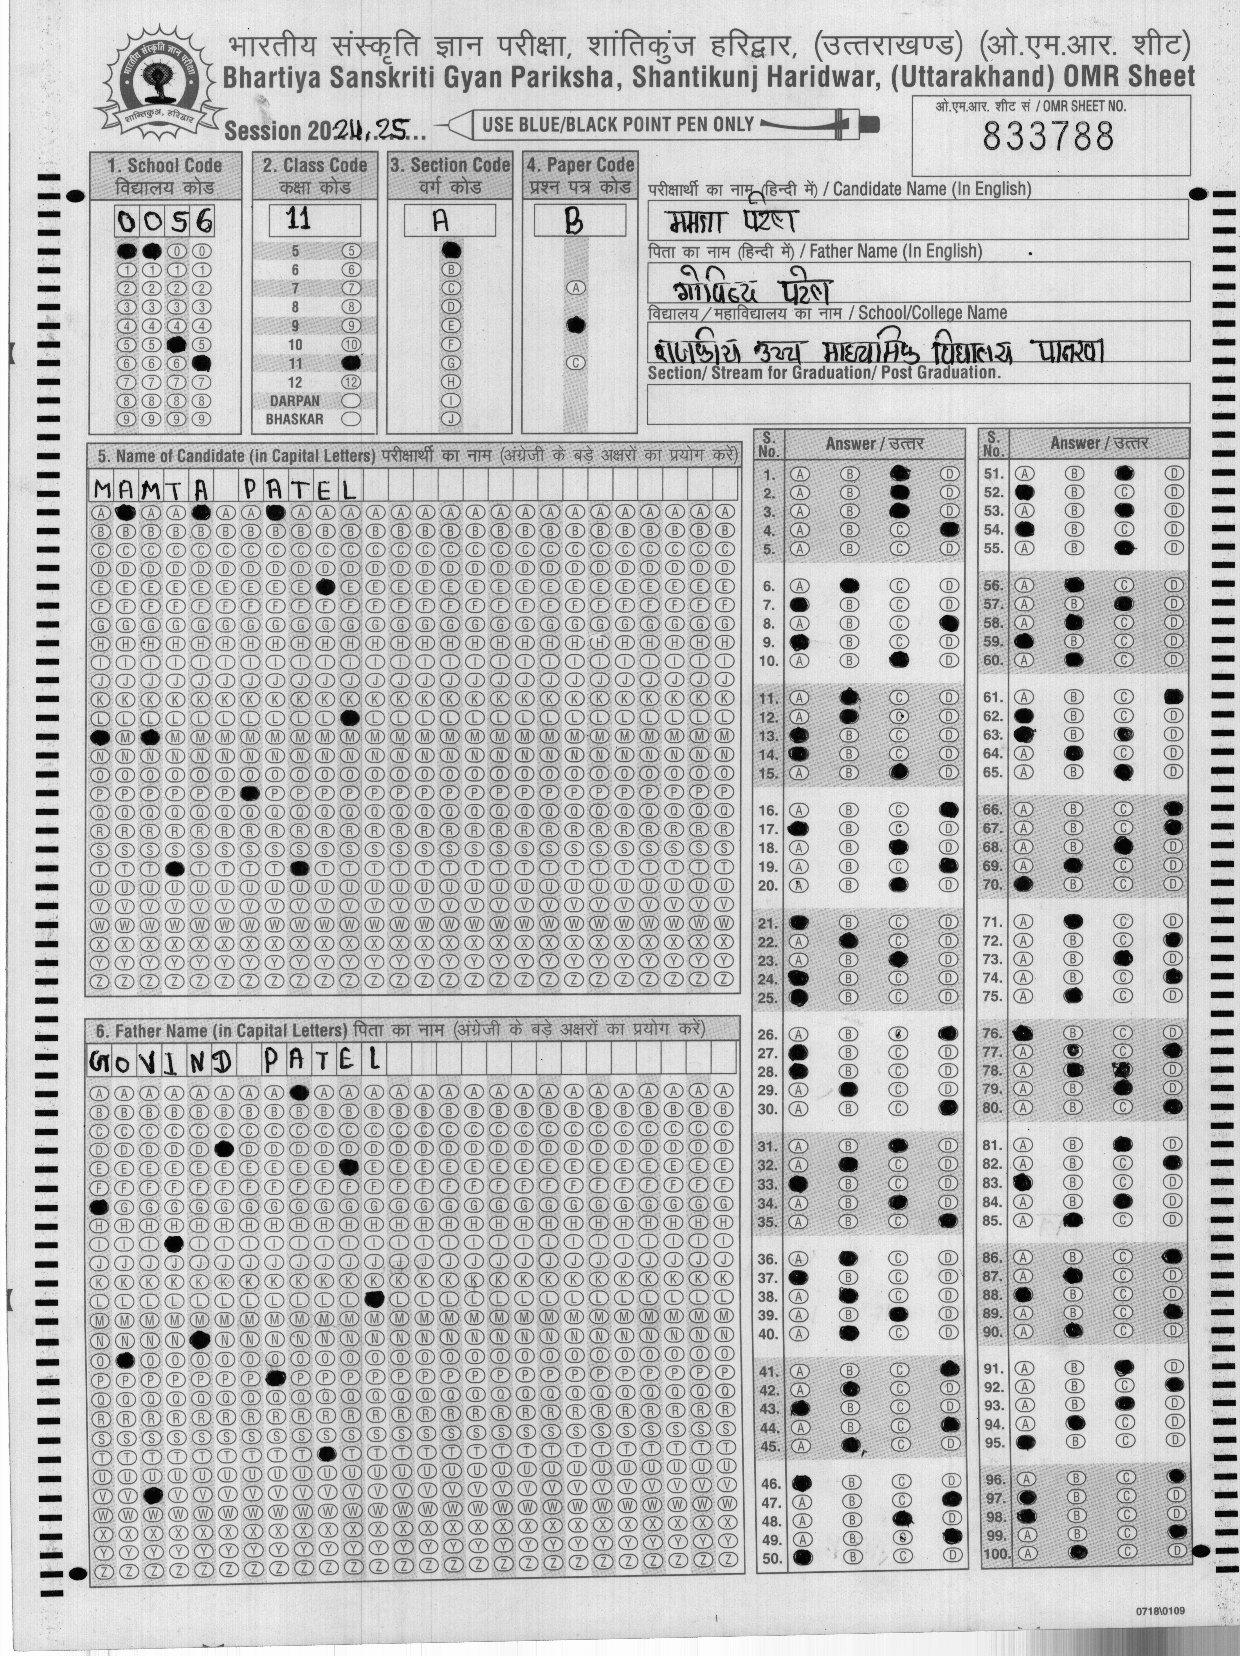 भारतीय संस्कृति ज्ञान परीक्षा, शांतिकुंज हरिद्वार, (उत्तराखण्ड) (ओ.एम.आर. शीट)
Bhartiya Sanskriti Gyan Pariksha, Shantikunj Haridwar, (Uttarakhand) OMR Sheet
Session 2024.25...
USE BLUE/BLACK POINT PEN ONLY
ओ.एम.आर. शीट सं / OMR SHEET NO.
833788
1. School Code
विद्यालय कोड
0056
2. Class Code
कक्षा कोड
11
5
6
7
8
9
10
11
12
DARPAN
BHASKAR
3. Section Code
वर्ग कोड
A
4. Paper Code
प्रश्न पत्र कोड
B
परीक्षार्थी का नाम (हिन्दी में) / Candidate Name (In English)
ममता पटेल
पिता का नाम (हिन्दी में) / Father Name (In English)
गोविन्द पटेल
विद्यालय/महाविद्यालय का नाम / School/College Name
उच्च माध्यमिक विद्यालय
Section/ Stream for Graduation/ Post Graduation.
5. Name of Candidate (in Capital Letters) परीक्षार्थी का नाम (अंग्रेजी के बड़े अक्षरों का प्रयोग करें)
MAMTA PATEL
6. Father Name (in Capital Letters) पिता का नाम (अंग्रेजी के बड़े अक्षरों का प्रयोग करें)
GOVIND PATEL
S. No. Answer / उत्तर
S. No. Answer / उत्तर
0718\0109